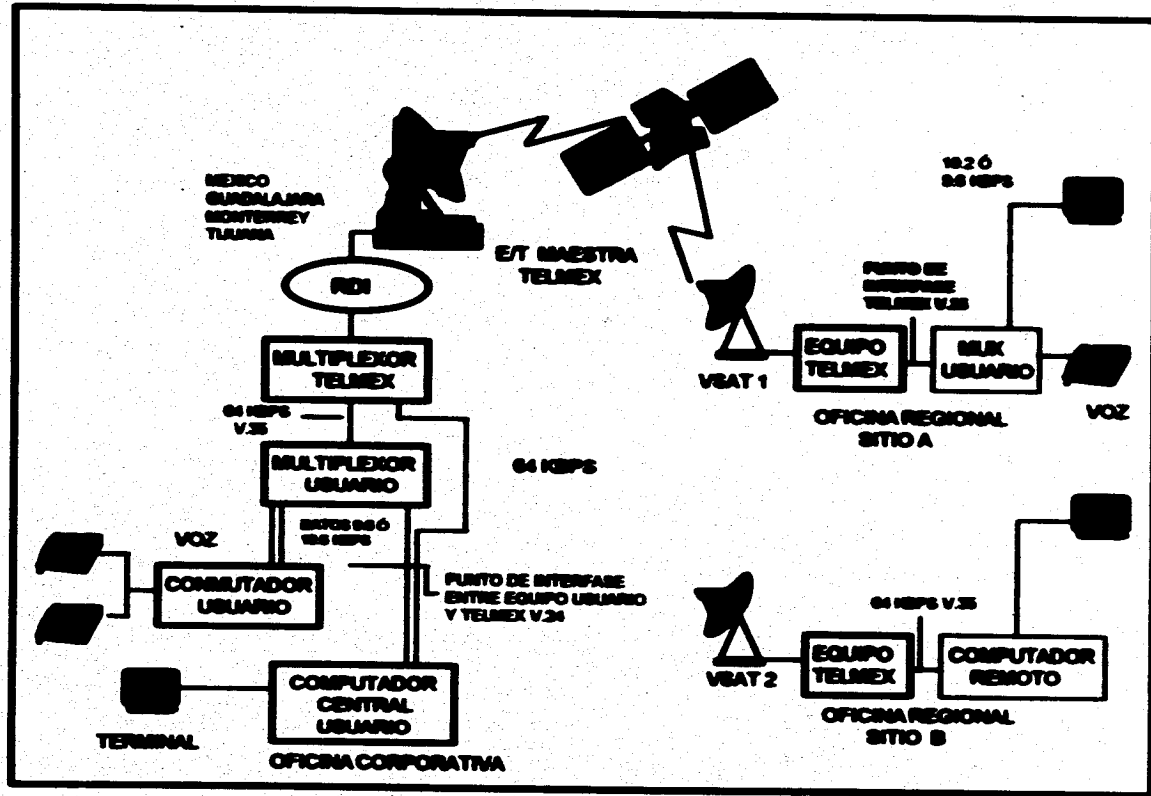 MEXICO
GUADALAJARA
MONTERREY
TIJUANA
E/T MAESTRA
TELMEX
RDI
MULTIPLEXOR
TELMEX
64 KBPS
V.35
MULTIPLEXOR
USUARIO
64 KBPS
DATOS 9.6 Ó
KBPS
VOZ
CONMUTADOR
USUARIO
PUNTO DE INTERFASE
ENTRE EQUIPO USUARIO
Y TELMEX V.24
COMPUTADOR
CENTRAL
USUARIO
TERMINAL
OFICINA CORPORATIVA
19.2 Ó
9.6 KBPS
PUNTO DE
INTERFASE
TELMEX V.35
VSAT 1
EQUIPO
TELMEX
MUX
USUARIO
VOZ
OFICINA REGIONAL
SITIO A
64 KBPS V.35
VSAT 2
EQUIPO
TELMEX
COMPUTADOR
REMOTO
OFICINA REGIONAL
SITIO B